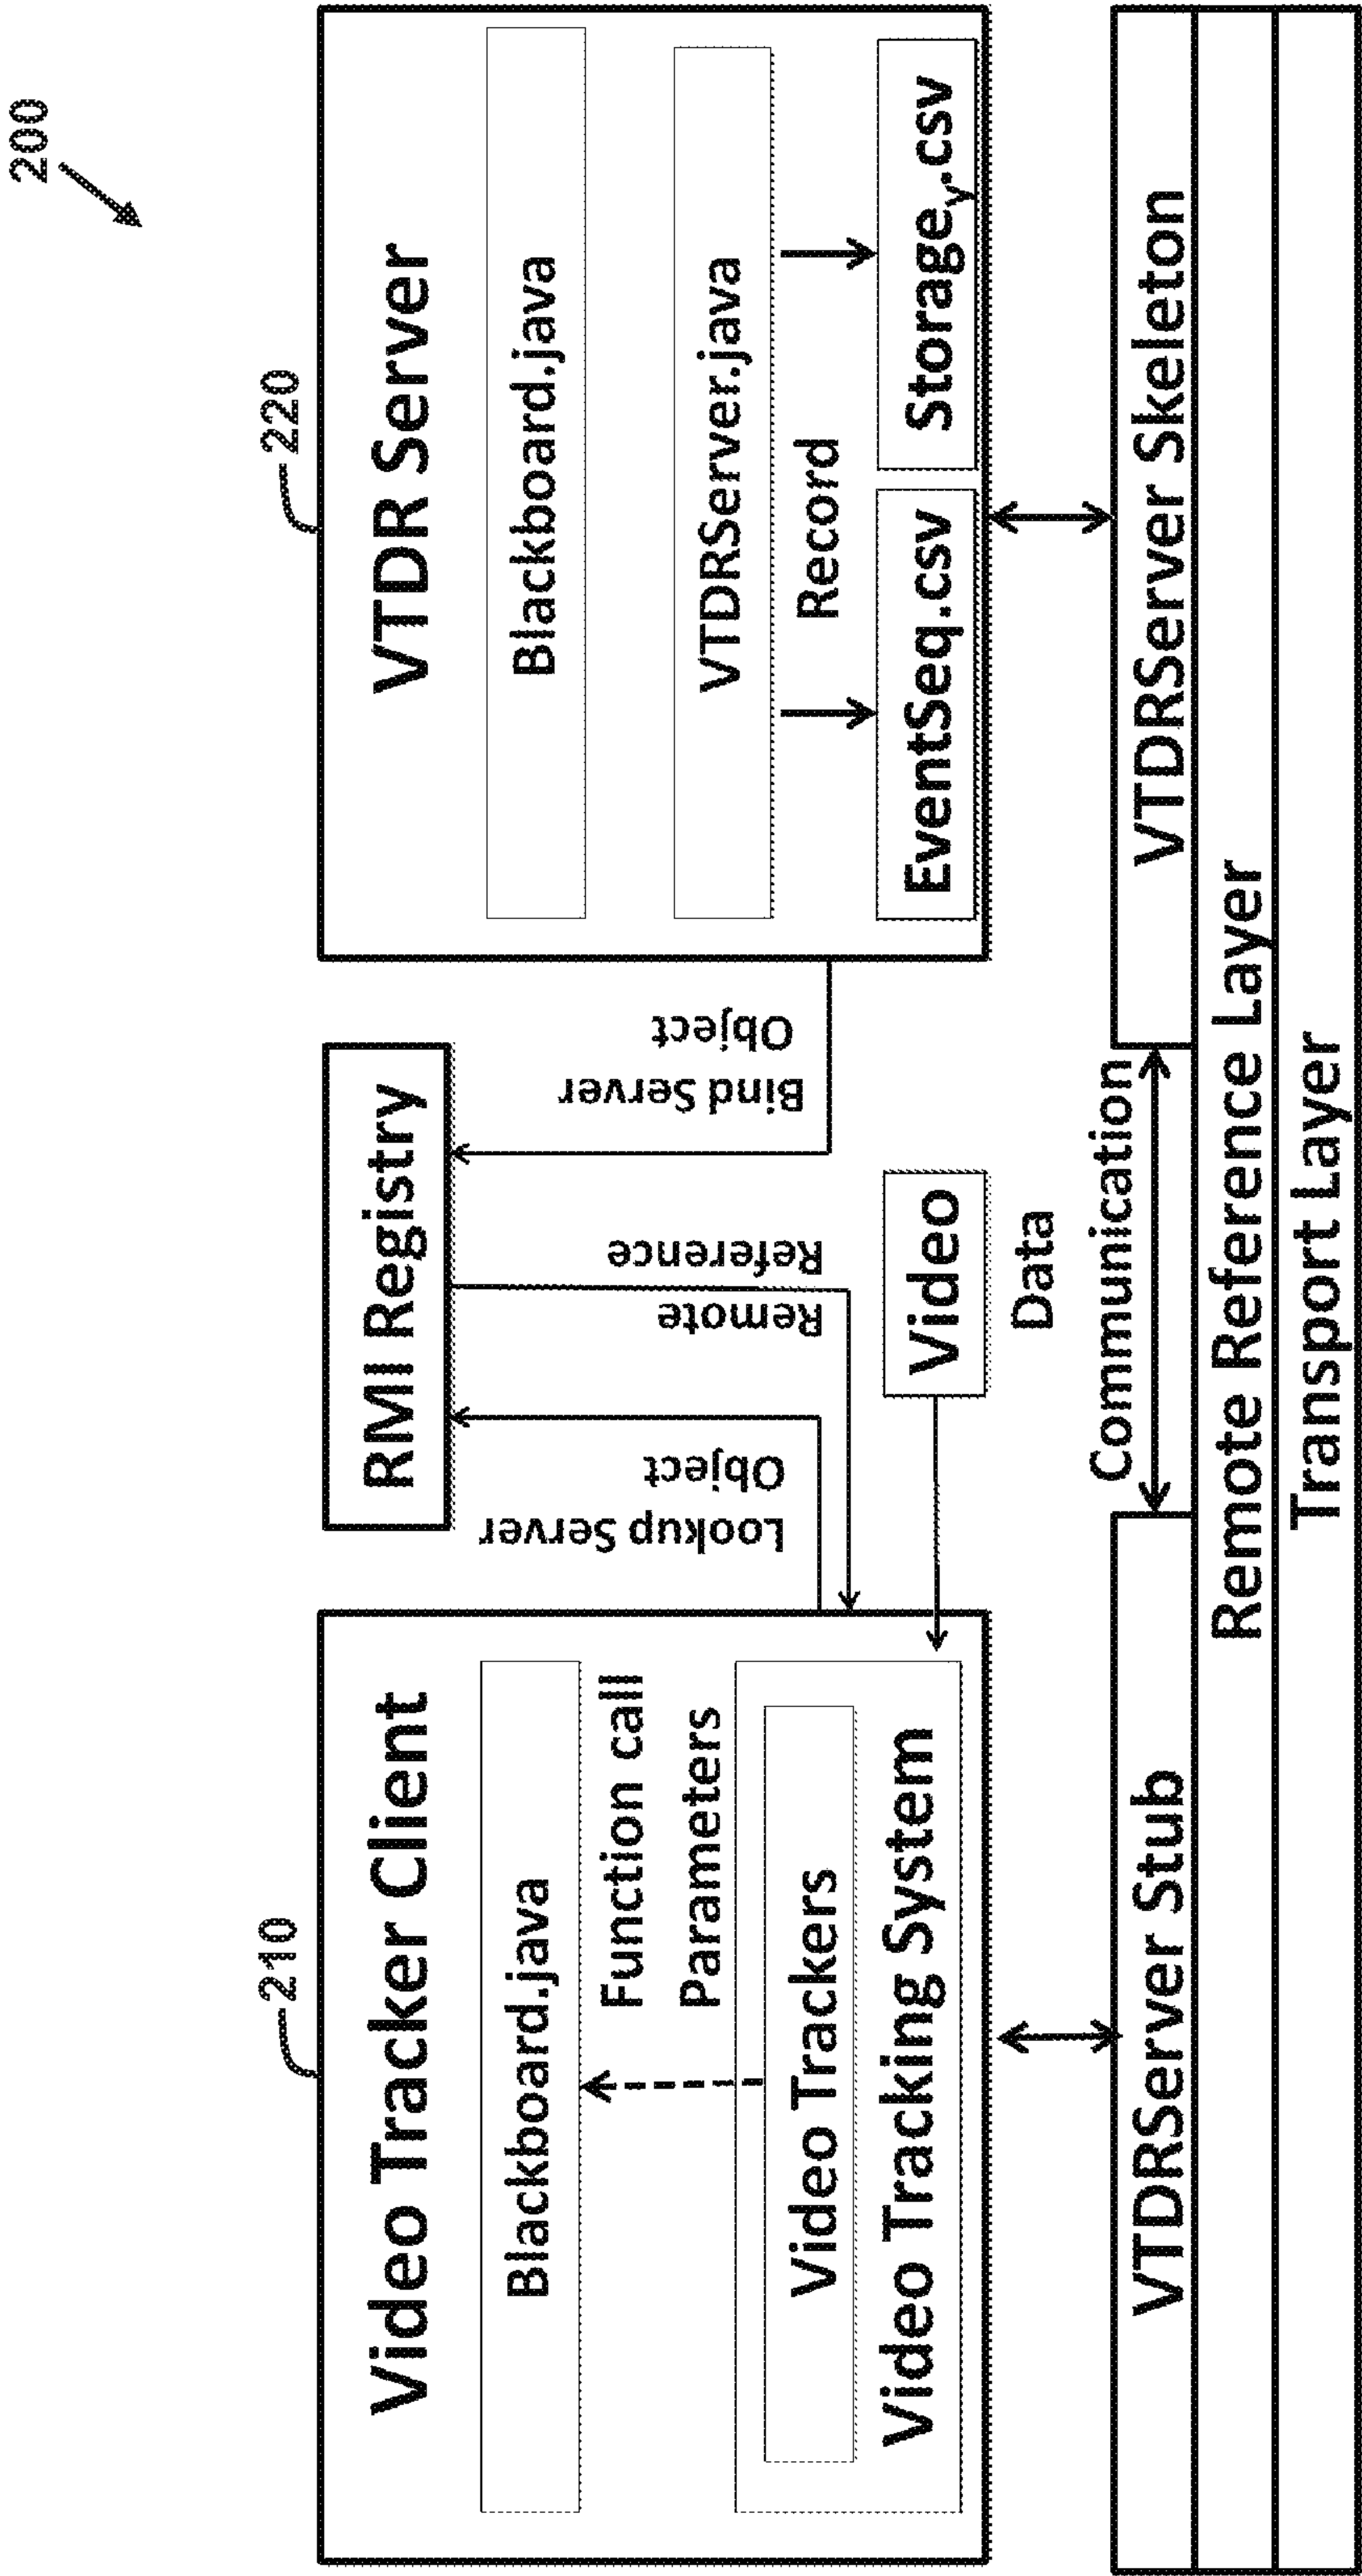 200
210
Video Tracker Client
Blackboard.java
Function call
Parameters
Video Trackers
Video Tracking System
RMI Registry
Lookup Server
Object
Remote
Reference
Bind Server
Object
Video
Data
220
VTDR Server
Blackboard.java
VTDRServer.java
Record
EventSeq.csv
Storagey.csv
VTDRServer Stub
Communication
VTDRServer Skeleton
Remote Reference Layer
Transport Layer